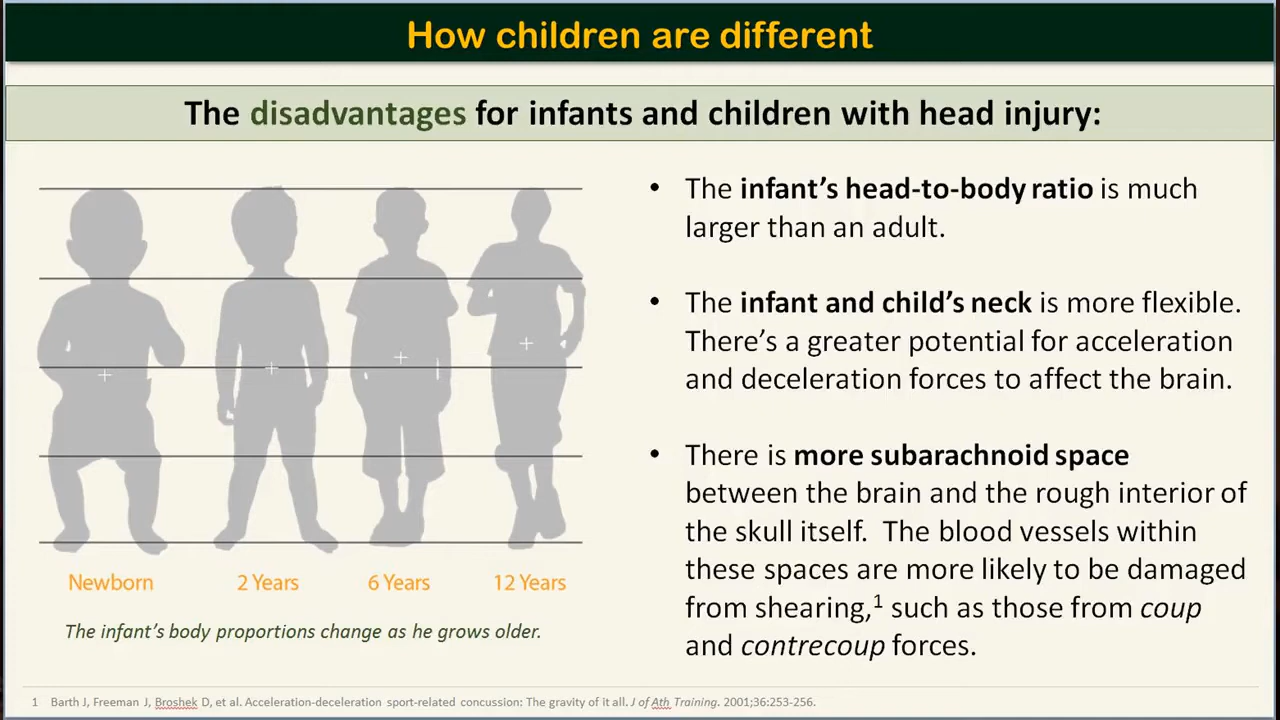 How children are different
The disadvantages for infants and children with head injury:
• The infant's head-to-body ratio is much
larger than an adult.
• The infant and child's neck is more flexible.
There's a greater potential for acceleration
and deceleration forces to affect the brain.
• There is more subarachnoid space
between the brain and the rough interior of
the skull itself.  The blood vessels within
these spaces are more likely to be damaged
from shearing,¹ such as those from coup
and contrecoup forces.
Newborn
2 Years
6 Years
12 Years
The infant's body proportions change as he grows older.
1 Barth J, Freeman J, Broshek D, et al. Acceleration-deceleration sport-related concussion: The gravity of it all. J of Ath Training. 2001;36:253-256.